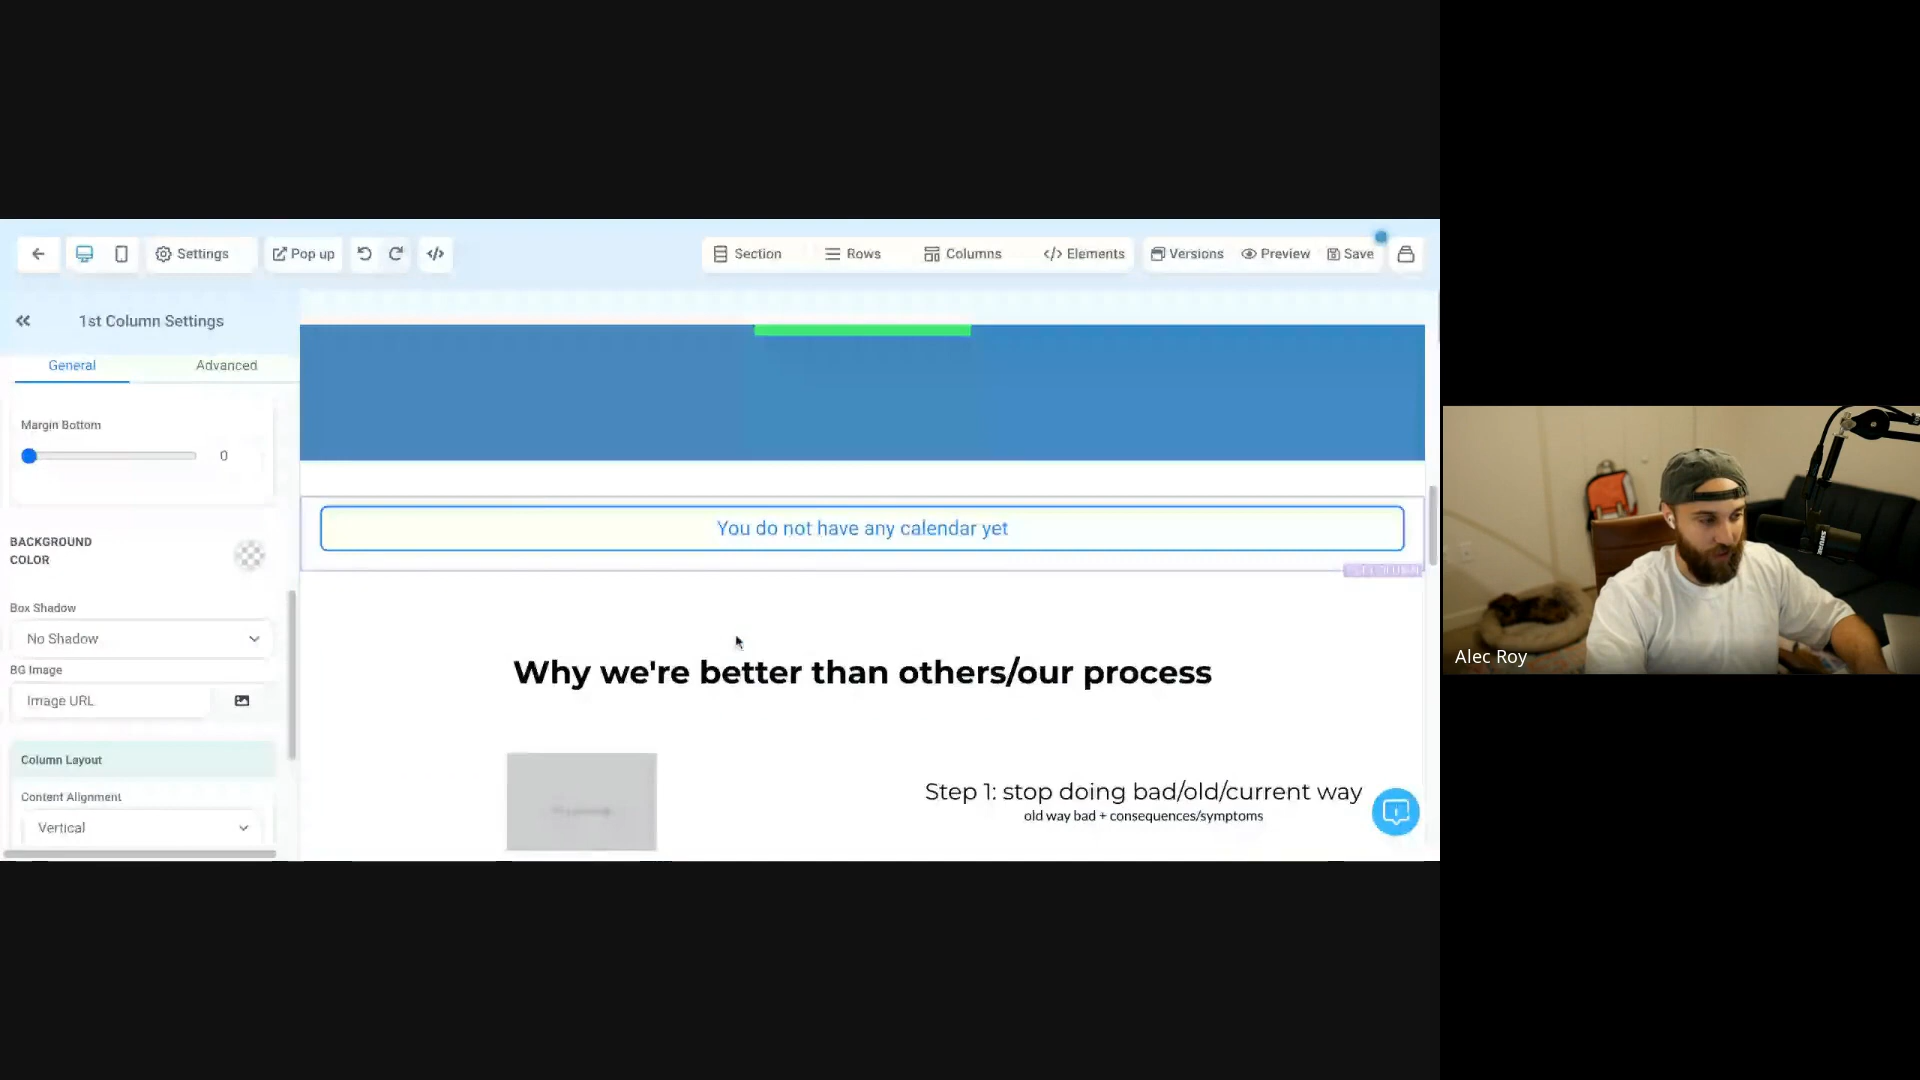 Settings
Pop up
Section
Rows
Columns
Elements
Versions
Preview
Save
1st Column Settings
General
Advanced
Margin Bottom
0
BACKGROUND
COLOR
Box Shadow
No Shadow
BG Image
Image URL
Column Layout
Content Alignment
Vertical
You do not have any calendar yet
Why we're better than others/our process
Step 1: stop doing bad/old/current way
old way bad + consequences/symptoms
Alec Roy